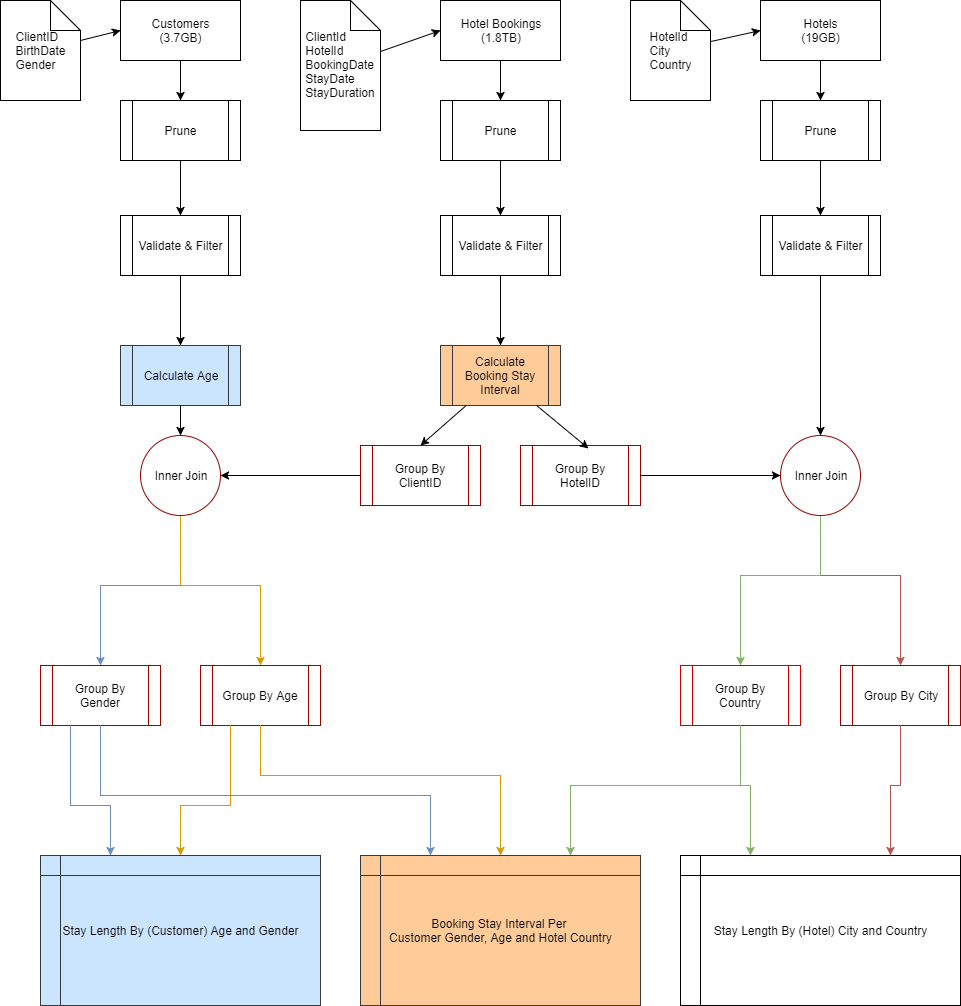 ClientID
BirthDate
Gender
Customers
(3.7GB)
ClientId
HotelId
BookingDate
StayDate
StayDuration
Hotel Bookings
(1.8TB)
HotelId
City
Country
Hotels
(19GB)
Prune
Prune
Prune
Validate & Filter
Validate & Filter
Validate & Filter
Calculate Age
Calculate
Booking Stay
Interval
Inner Join
Group By
ClientID
Group By
HotelID
Inner Join
Group By
Gender
Group By Age
Group By
Country
Group By City
Stay Length By (Customer) Age and Gender
Booking Stay Interval Per
Customer Gender, Age and Hotel Country
Stay Length By (Hotel) City and Country